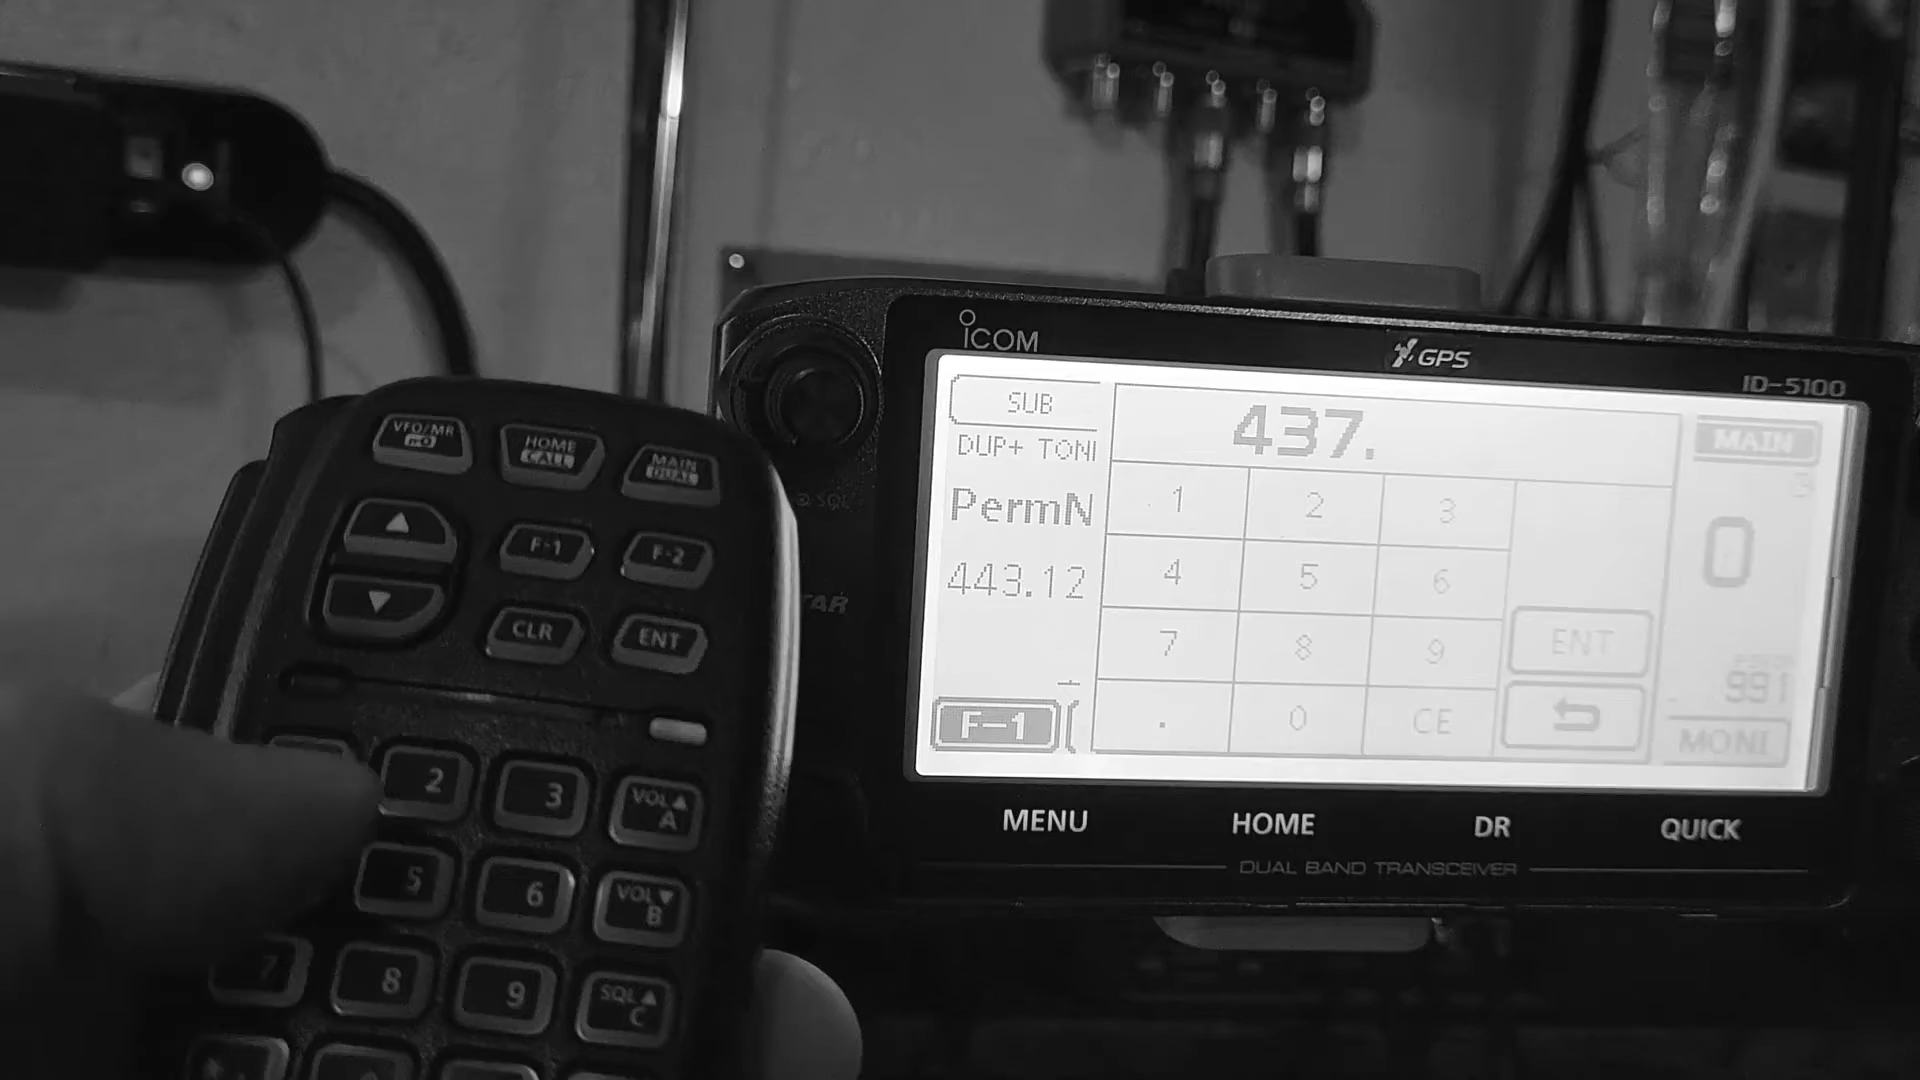 ICOM
GPS
ID-5100
SUB
437.
MAIN
DUP+ TON
PermN
443.12
1 2 3
4 5 6
7 8 9 ENT
. 0 CE
0
991
F-1
MONI
MENU HOME DR QUICK
DUAL BAND TRANSCEIVER
SQL
VFO/MR
HOME
CALL
MAIN
DUAL
F-1 F-2
CLR ENT
2 3 VOL▲
A
5 6 VOL▼
B
7 8 9 SQL▲
C